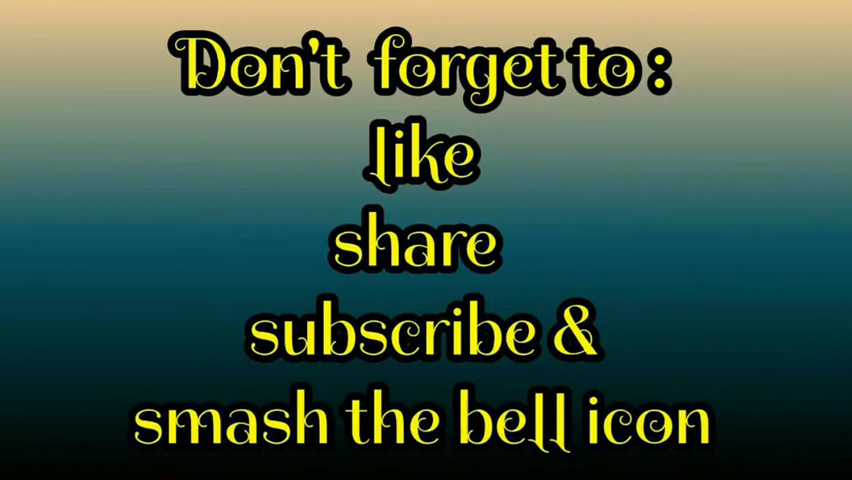 Don't forget to :
like
share
subscribe &
smash the bell icon